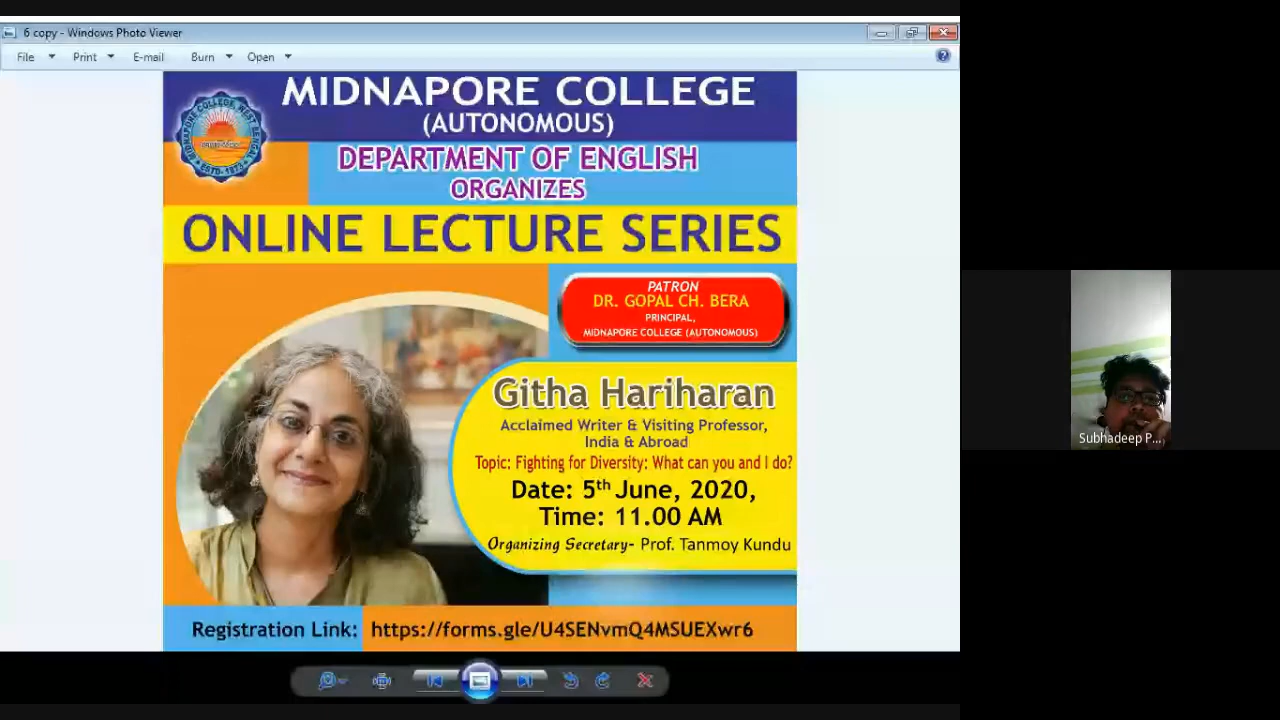 6 copy - Windows Photo Viewer
File Print E-mail Burn Open
MIDNAPORE COLLEGE
(AUTONOMOUS)
DEPARTMENT OF ENGLISH
ORGANIZES
ONLINE LECTURE SERIES
PATRON
DR. GOPAL CH. BERA
PRINCIPAL,
MIDNAPORE COLLEGE (AUTONOMOUS)
Githa Hariharan
Acclaimed Writer & Visiting Professor,
India & Abroad
Topic: Fighting for Diversity: What can you and I do?
Date: 5th June, 2020,
Time: 11.00 AM
Organizing Secretary- Prof. Tanmoy Kundu
Registration Link: https://forms.gle/U4SENvmQ4MSUEXwr6
Subhadeep P...